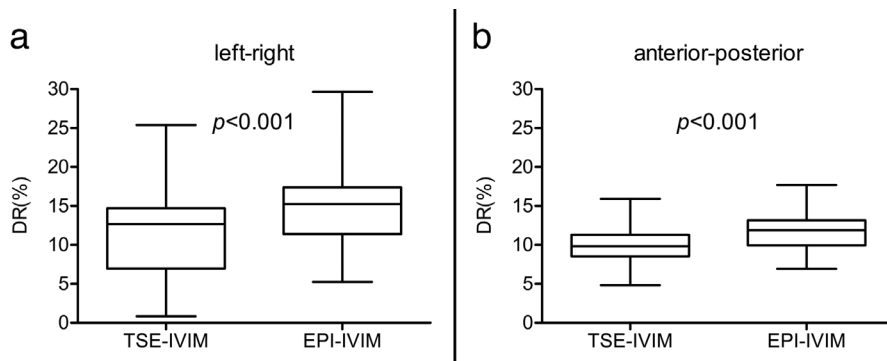 a
left-right
DR(%)
30
25
20
15
10
5
0
p<0.001
TSE-IVIM EPI-IVIM
b
anterior-posterior
DR(%)
30
25
20
15
10
5
0
p<0.001
TSE-IVIM EPI-IVIM